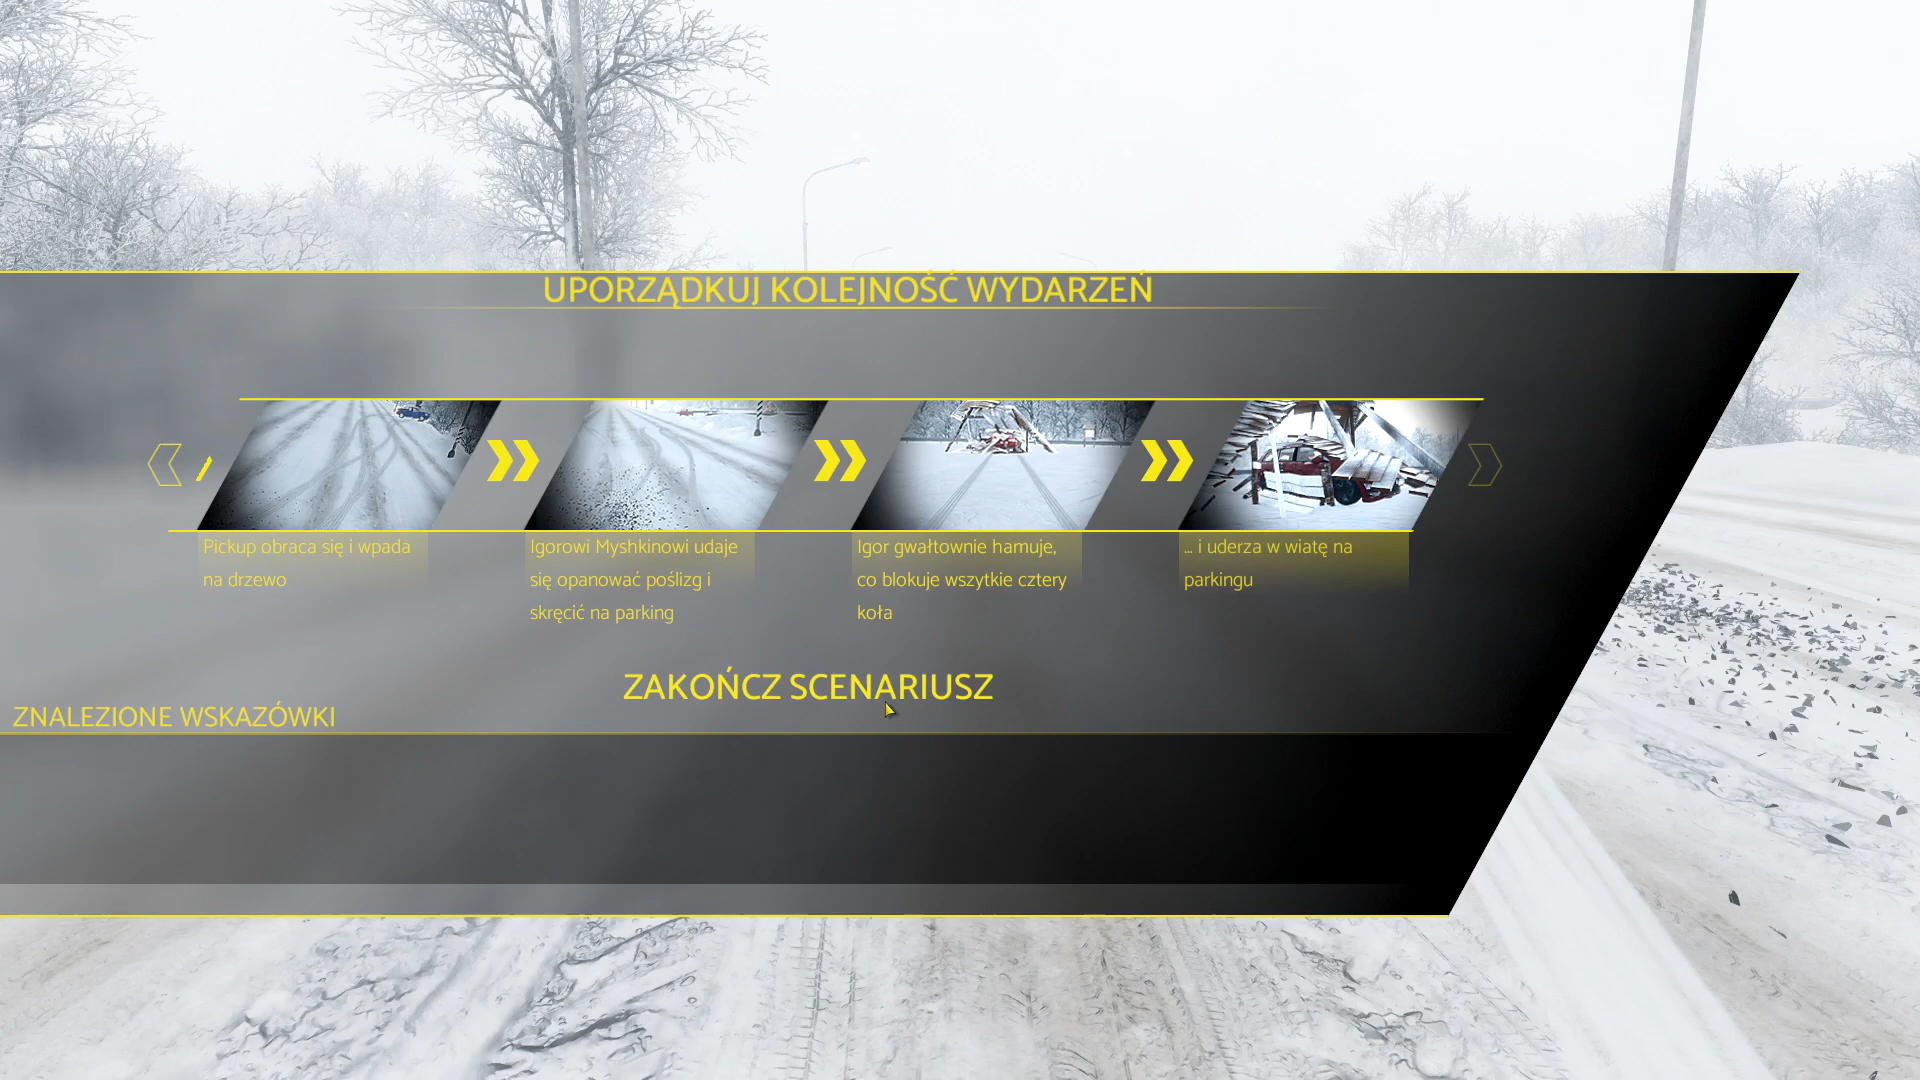 UPORZĄDKUJ KOLEJNOŚĆ WYDARZEŃ
Pickup obraca się i wpada
na drzewo
Igorowi Myshkinowi udaje
się opanować poślizg i
skręcić na parking
Igor gwałtownie hamuje,
co blokuje wszytkie cztery
koła
... i uderza w wiatę na
parkingu
ZAKOŃCZ SCENARIUSZ
ZNALEZIONE WSKAZÓWKI